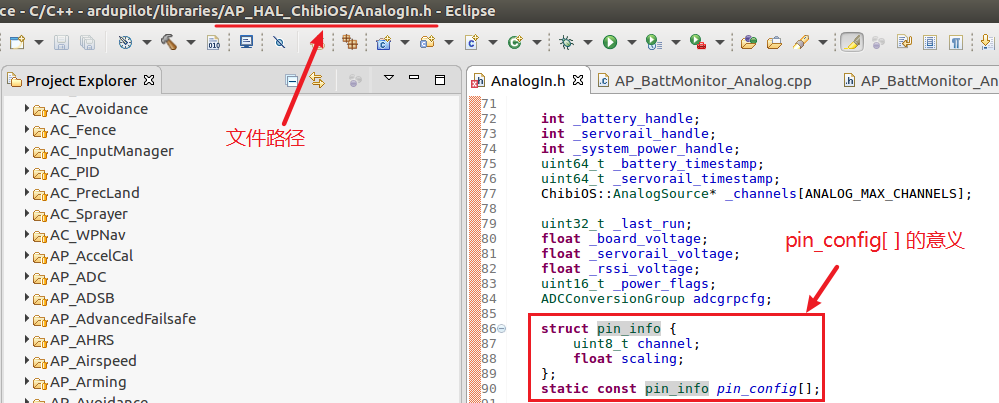 ce - C/C++ - ardupilot/libraries/AP_HAL_ChibiOS/AnalogIn.h - Eclipse
Project Explorer
AnalogIn.h
AP_BattMonitor_Analog.cpp
AP_BattMonitor_An
文件路径
AC_Avoidance
AC_Fence
AC_InputManager
AC_PID
AC_PrecLand
AC_Sprayer
AC_WPNav
AP_AccelCal
AP_ADC
AP_ADSB
AP_AdvancedFailsafe
AP_AHRS
AP_Airspeed
AP_Arming
AP_Avoidance
71
72 int _battery_handle;
73 int _servorail_handle;
74 int _system_power_handle;
75 uint64_t _battery_timestamp;
76 uint64_t _servorail_timestamp;
77 ChibiOS::AnalogSource* _channels[ANALOG_MAX_CHANNELS];
78
79 uint32_t _last_run;
80 float _board_voltage;
81 float _servorail_voltage;
82 float _rssi_voltage;
83 uint16_t _power_flags;
84 ADCConversionGroup adcgrpcfg;
85
86 struct pin_info {
87 uint8_t channel;
88 float scaling;
89 };
90 static const pin_info pin_config[];
pin_config[ ] 的意义